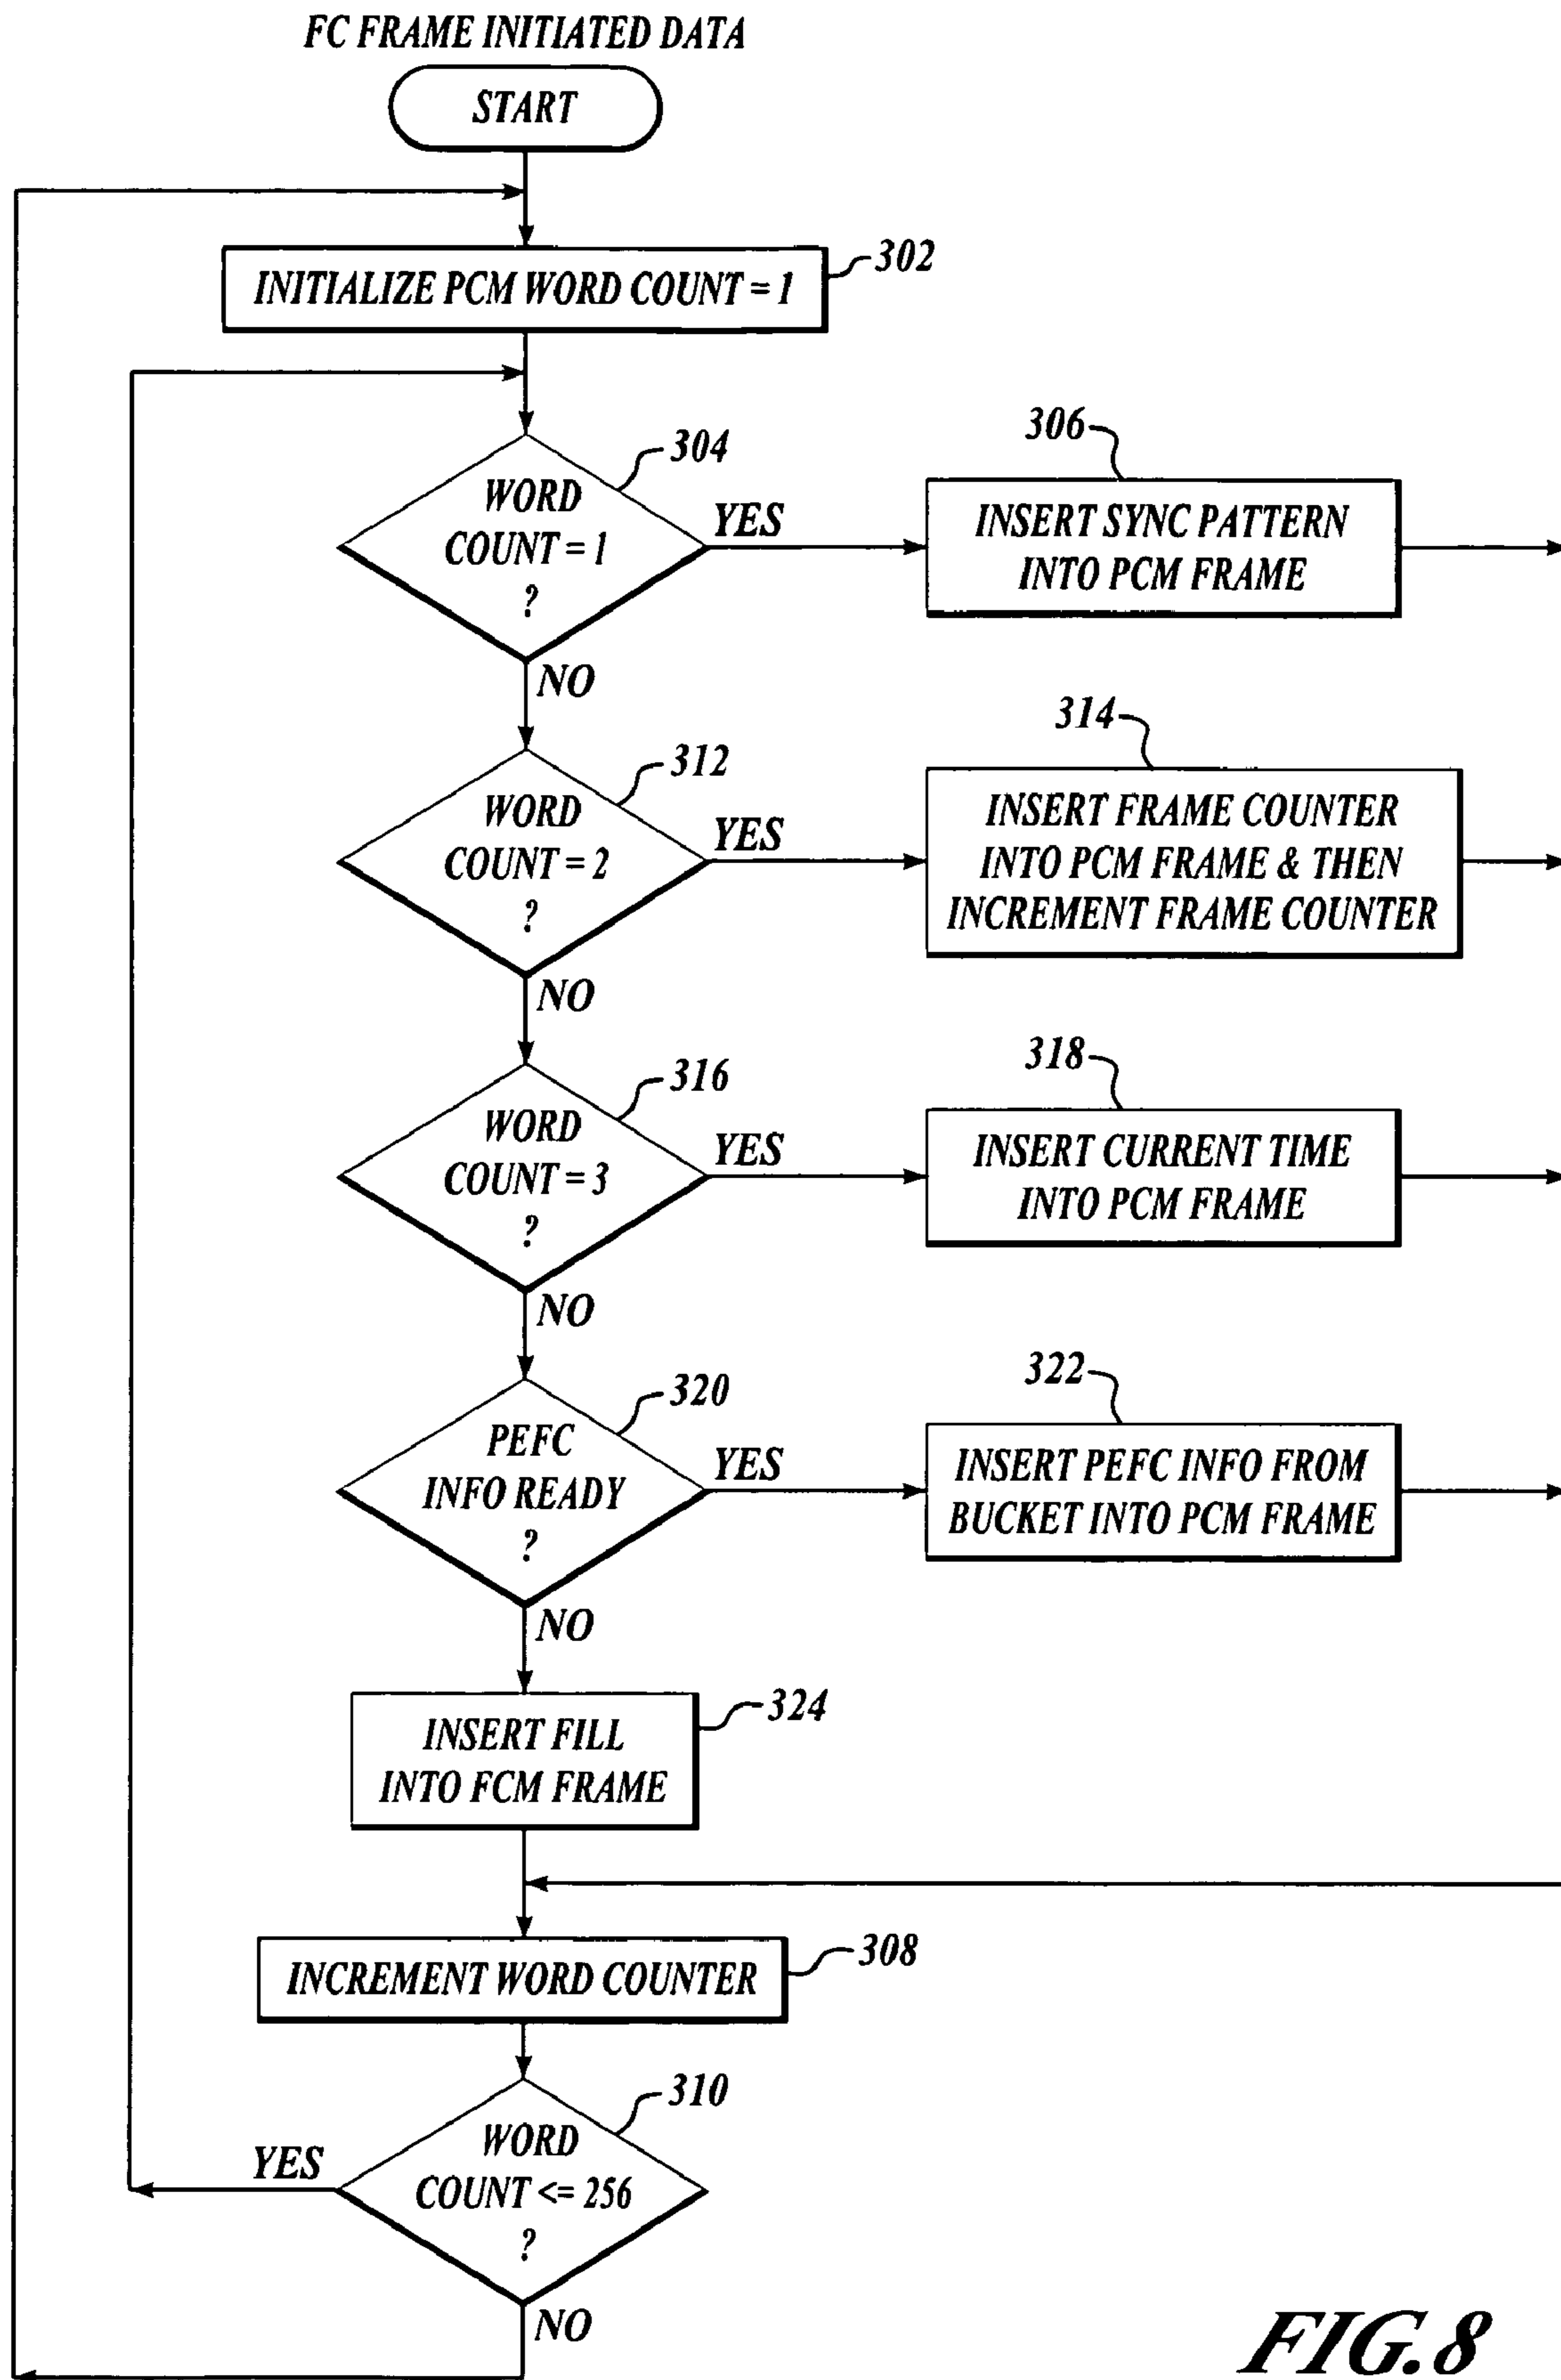 FC FRAME INITIATED DATA
START
302
INITIALIZE PCM WORD COUNT = 1
304
WORD
COUNT = 1
?
YES
NO
306
INSERT SYNC PATTERN
INTO PCM FRAME
312
WORD
COUNT = 2
?
YES
NO
314
INSERT FRAME COUNTER
INTO PCM FRAME & THEN
INCREMENT FRAME COUNTER
316
WORD
COUNT = 3
?
YES
NO
318
INSERT CURRENT TIME
INTO PCM FRAME
320
PEFC
INFO READY
?
YES
NO
322
INSERT PEFC INFO FROM
BUCKET INTO PCM FRAME
324
INSERT FILL
INTO FCM FRAME
308
INCREMENT WORD COUNTER
310
WORD
COUNT <= 256
?
YES
NO
FIG. 8